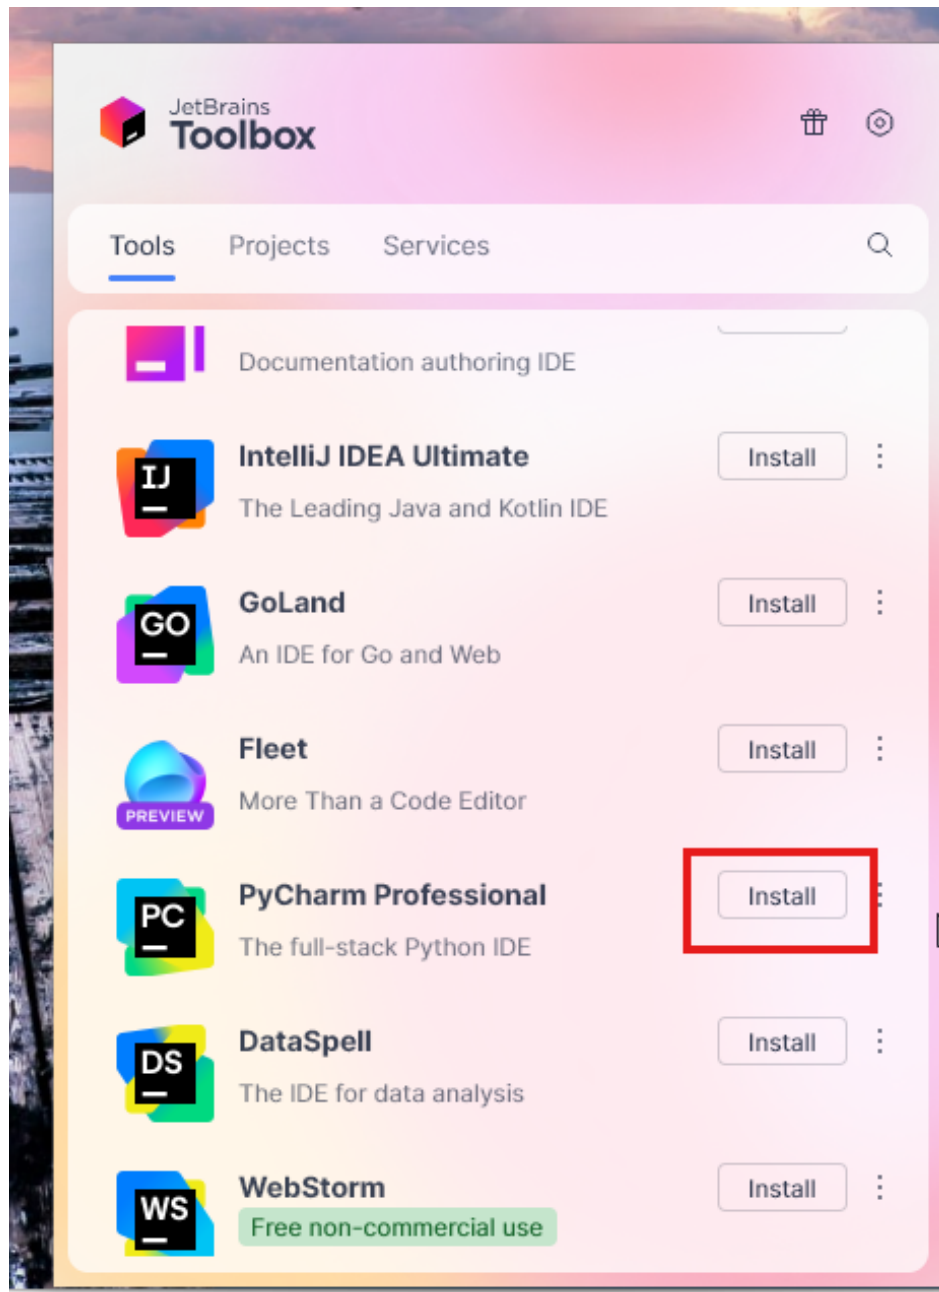 JetBrains
Toolbox
Tools Projects Services
Documentation authoring IDE
IJ
IntelliJ IDEA Ultimate
Install
The Leading Java and Kotlin IDE
GO
GoLand
Install
An IDE for Go and Web
Fleet
Install
More Than a Code Editor
PREVIEW
PC
PyCharm Professional
Install
The full-stack Python IDE
DS
DataSpell
Install
The IDE for data analysis
WS
WebStorm
Install
Free non-commercial use